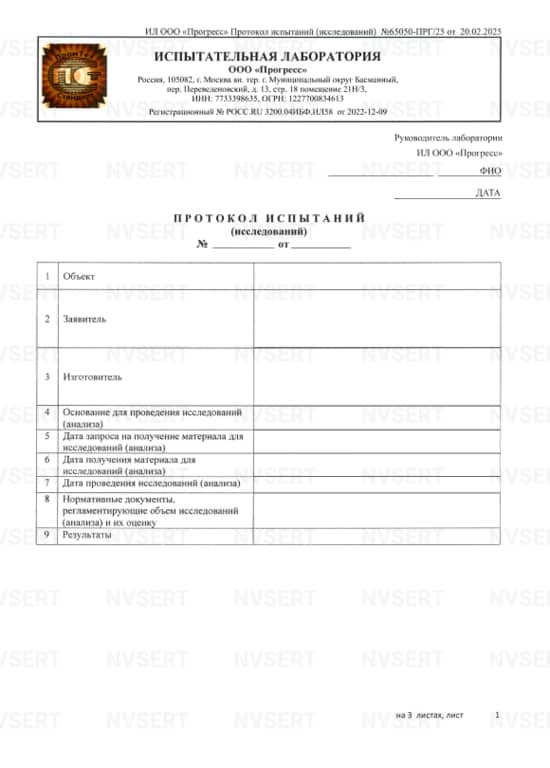 ИЛ ООО «Прогресс» Протокол испытаний (исследований) №65050-ПРГ/25 от 20.02.2025
ИСПЫТАТЕЛЬНАЯ ЛАБОРАТОРИЯ
ООО «Прогресс»
Россия, 105082, г. Москва вн. тер. г. Муниципальный округ Басманный,
пер. Переведеновский, д. 13, стр. 18 помещение 21Н/3,
ИНН: 7733398635, ОГРН: 1227700834613
Регистрационный № РОСС.RU 3200.04ИБФ.ИЛ58 от 2022-12-09
Руководитель лаборатории
ИЛ ООО «Прогресс»
ФИО
ДАТА
ПРОТОКОЛ ИСПЫТАНИЙ
(исследований)
№ ____________ от ____________
1 Объект
2 Заявитель
3 Изготовитель
4 Основание для проведения исследований
(анализа)
5 Дата запроса на получение материала для
исследований (анализа)
6 Дата получения материала для
исследований (анализа)
7 Дата проведения исследований (анализа)
8 Нормативные документы,
регламентирующие объем исследований
(анализа) и их оценку
9 Результаты
на 3 листах, лист 1
NVSERT